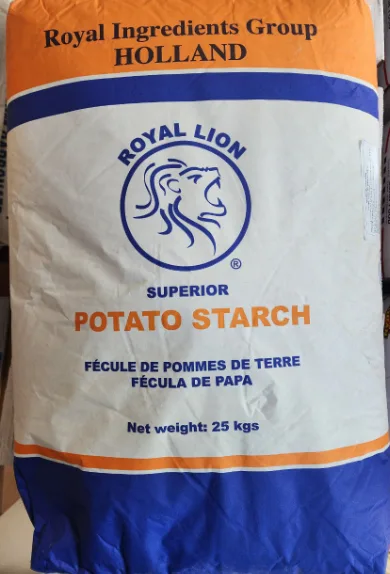 Royal Ingredients Group
HOLLAND
ROYAL LION
®
SUPERIOR
POTATO STARCH
FÉCULE DE POMMES DE TERRE
FÉCULA DE PAPA
Net weight: 25 kgs